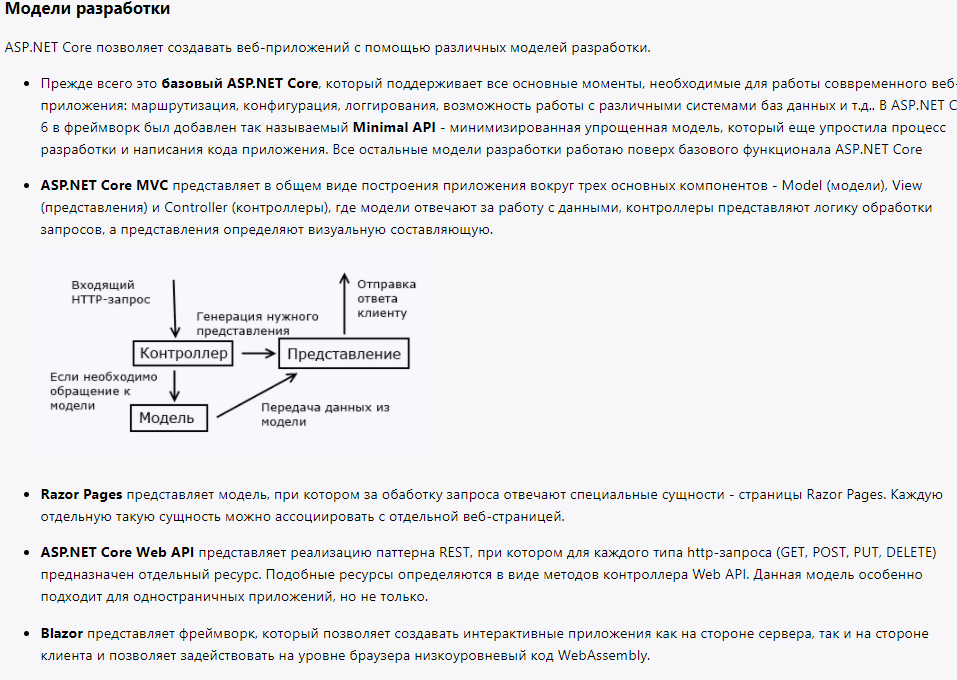 Модели разработки
ASP.NET Core позволяет создавать веб-приложений с помощью различных моделей разработки.
Прежде всего это базовый ASP.NET Core, который поддерживает все основные моменты, необходимые для работы соввременного веб-
приложения: маршрутизация, конфигурация, логгирования, возможность работы с различными системами баз данных и т.д.. В ASP.NET C
6 в фреймворк был добавлен так называемый Minimal API - минимизированная упрощенная модель, который еще упростила процесс
разработки и написания кода приложения. Все остальные модели разработки работаю поверх базового функционала ASP.NET Core
ASP.NET Core MVC представляет в общем виде построения приложения вокруг трех основных компонентов - Model (модели), View
(представления) и Controller (контроллеры), где модели отвечают за работу с данными, контроллеры представляют логику обработки
запросов, а представления определяют визуальную составляющую.
Входящий
HTTP-запрос
Отправка
ответа
клиенту
Генерация нужного
представления
Контроллер
Представление
Если необходимо
обращение к
модели
Модель
Передача данных из
модели
Razor Pages представляет модель, при котором за обаботку запроса отвечают специальные сущности - страницы Razor Pages. Каждую
отдельную такую сущность можно ассоциировать с отдельной веб-страницей.
ASP.NET Core Web API представляет реализацию паттерна REST, при котором для каждого типа http-запроса (GET, POST, PUT, DELETE)
предназначен отдельный ресурс. Подобные ресурсы определяются в виде методов контроллера Web API. Данная модель особенно
подходит для одностраничных приложений, но не только.
Blazor представляет фреймворк, который позволяет создавать интерактивные приложения как на стороне сервера, так и на стороне
клиента и позволяет задействовать на уровне браузера низкоуровневый код WebAssembly.